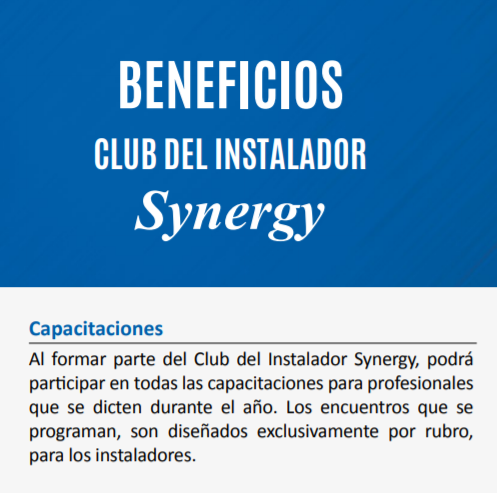 BENEFICIOS
CLUB DEL INSTALADOR
Synergy
Capacitaciones
Al formar parte del Club del Instalador Synergy, podrá
participar en todas las capacitaciones para profesionales
que se dicten durante el año. Los encuentros que se
programan, son diseñados exclusivamente por rubro,
para los instaladores.